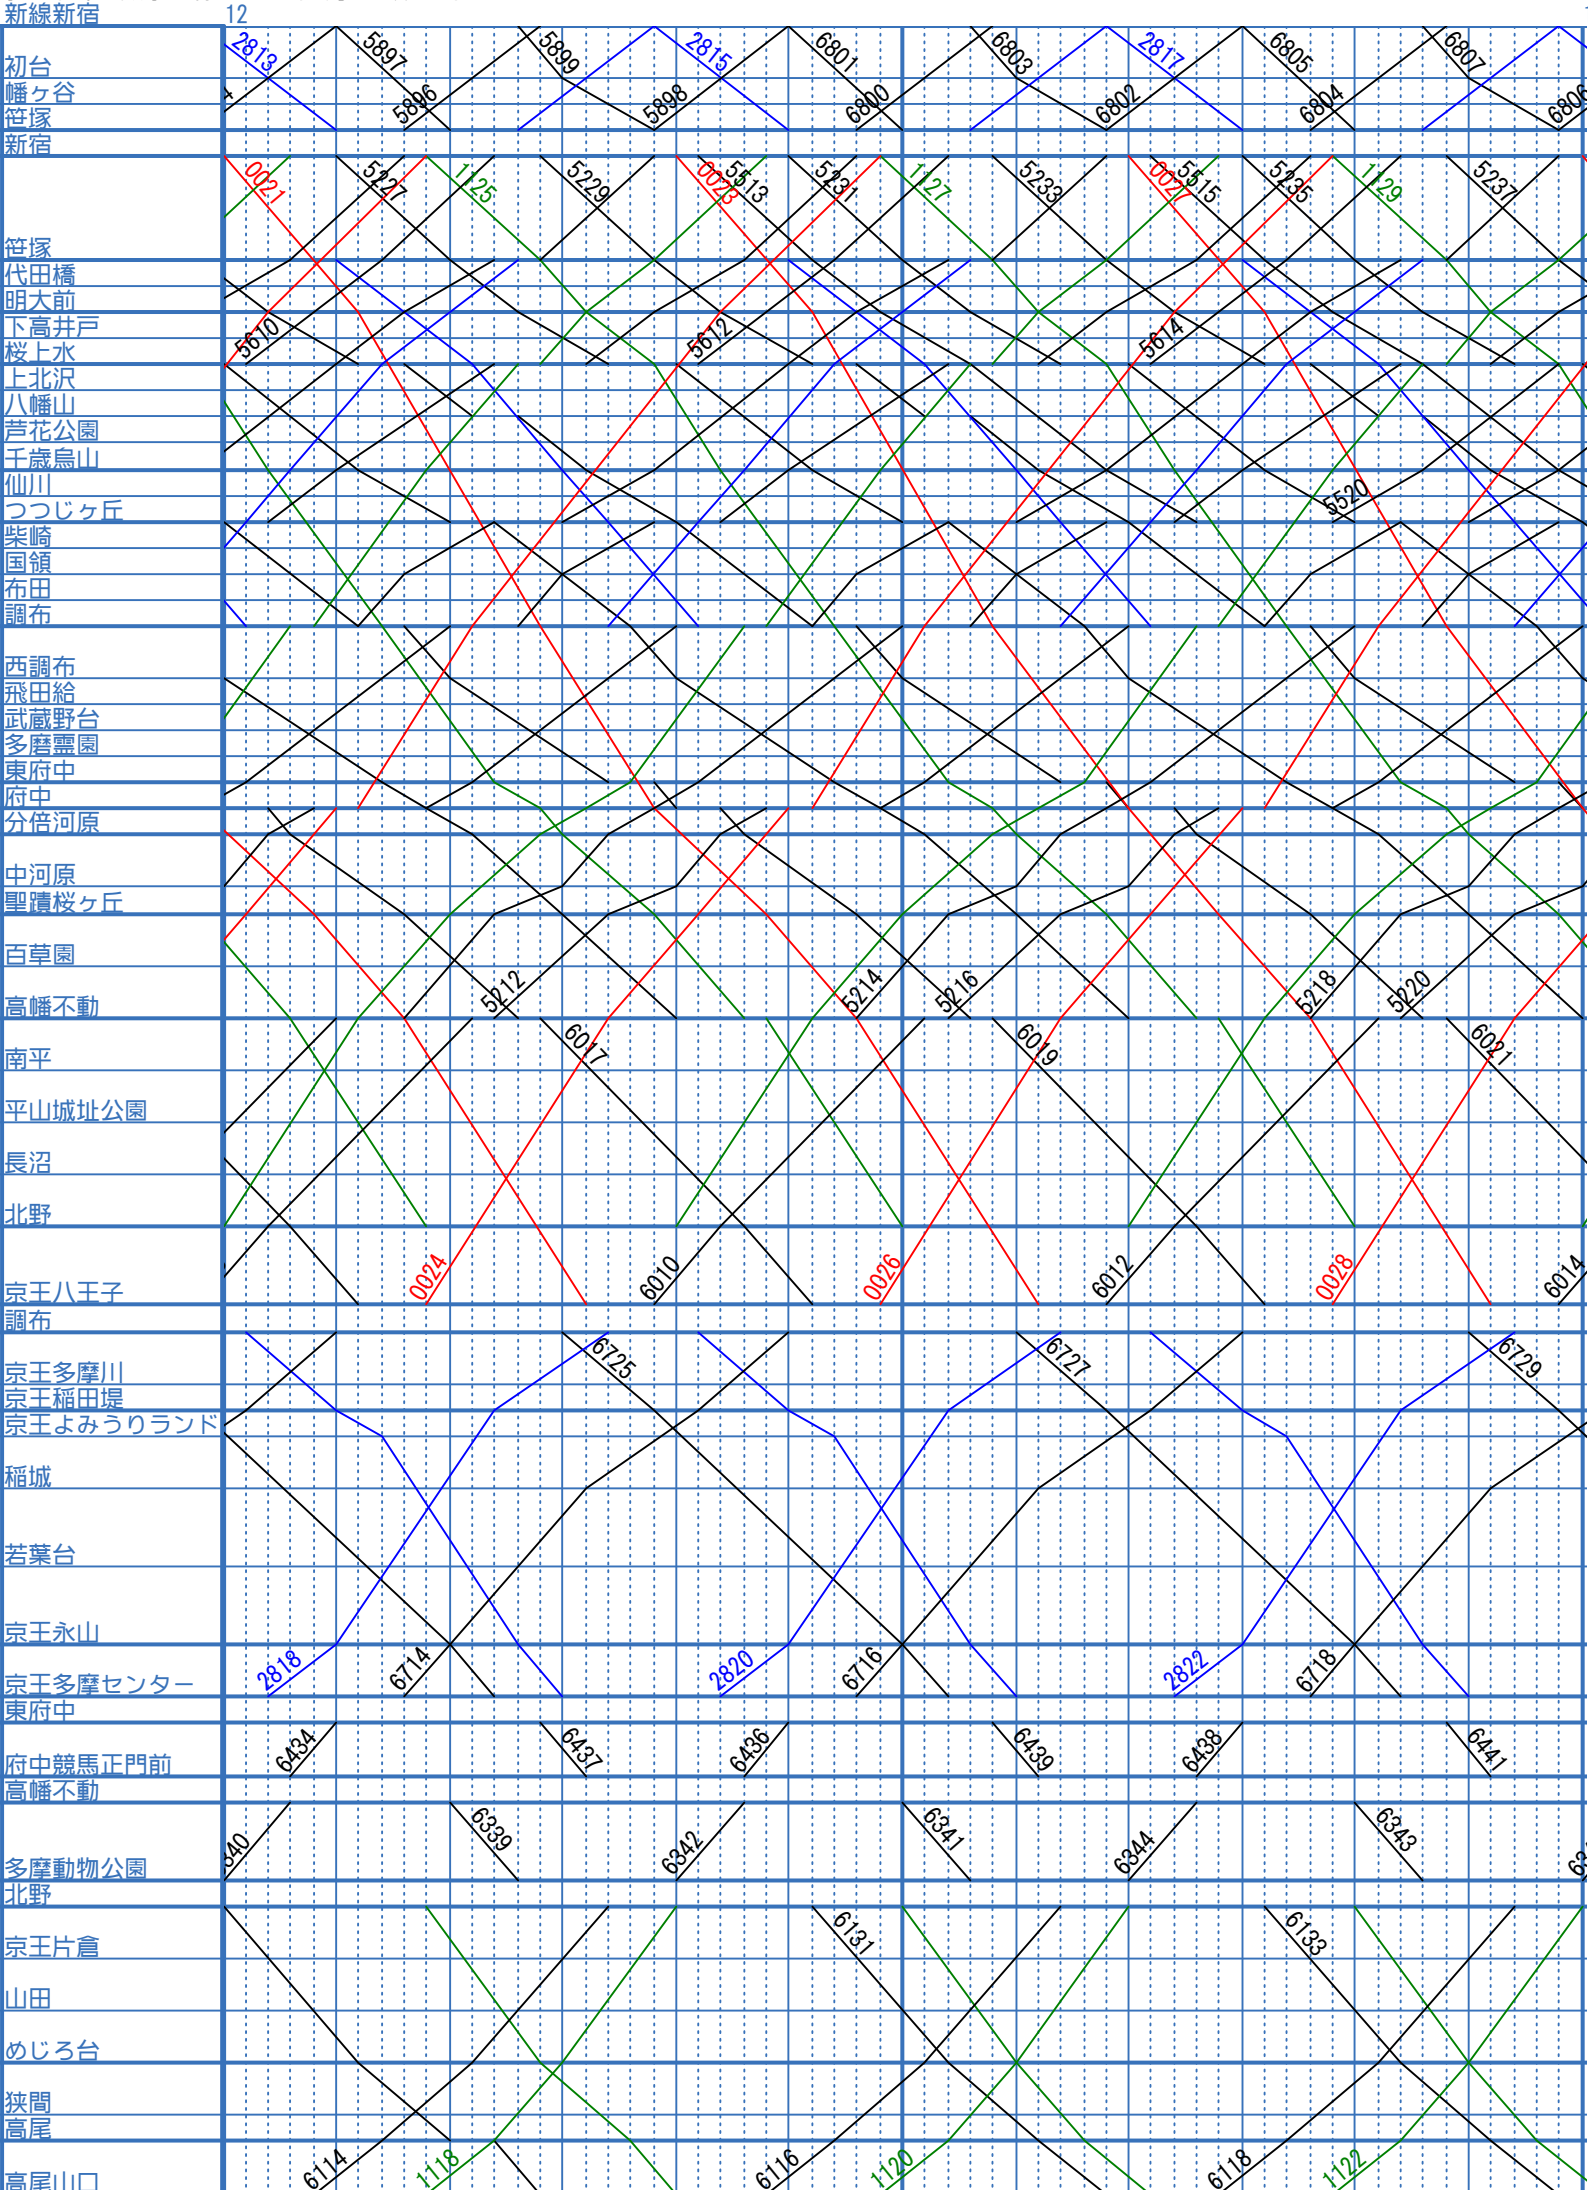 新線新宿 12
2813 5897 5899 2815 6801 6803 2817 6805 6807
初台
幡ヶ谷
5896 5898 6800 6802 6804 6806
笹塚
新宿
0021 5227 1125 5229 0023 5513 5231 1127 5233 0027 5515 5235 1129 5237
笹塚
代田橋
明大前
下高井戸
5610 5612 5614
桜上水
上北沢
八幡山
芦花公園
千歳烏山
仙川
5520
つつじヶ丘
柴崎
国領
布田
調布
西調布
飛田給
武蔵野台
多磨霊園
東府中
府中
分倍河原
中河原
聖蹟桜ヶ丘
百草園
5212 5214 5216 5218 5220
高幡不動
6017 6019 6021
南平
平山城址公園
長沼
北野
0024 6010 0026 6012 0028 6014
京王八王子
調布
6725 6727 6729
京王多摩川
京王稲田堤
京王よみうりランド
稲城
若葉台
京王永山
2818 6714 2820 6716 2822 6718
京王多摩センター
東府中
6434 6437 6436 6439 6438 6441
府中競馬正門前
高幡不動
6339 6342 6341 6344 6343
多摩動物公園
北野
6131 6133
京王片倉
山田
めじろ台
狭間
高尾
6114 1118 6116 1120 6118 1122
高尾山口